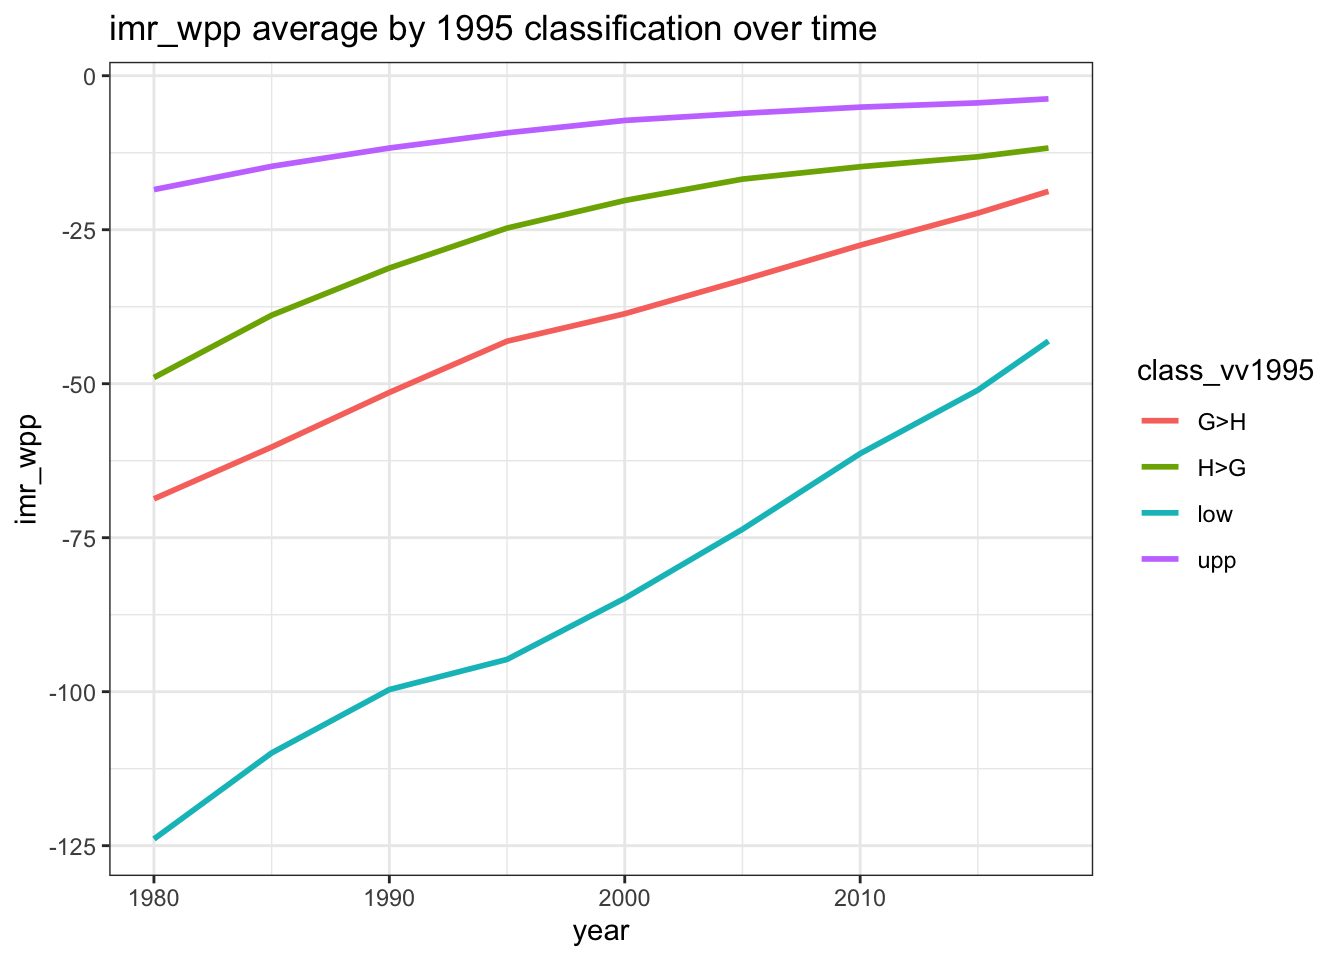 imr_wpp average by 1995 classification over time
0
-25
-50
-75
-100
-125
imr_wpp
1980 1990 2000 2010
year
class_vv1995
G>H
H>G
low
upp